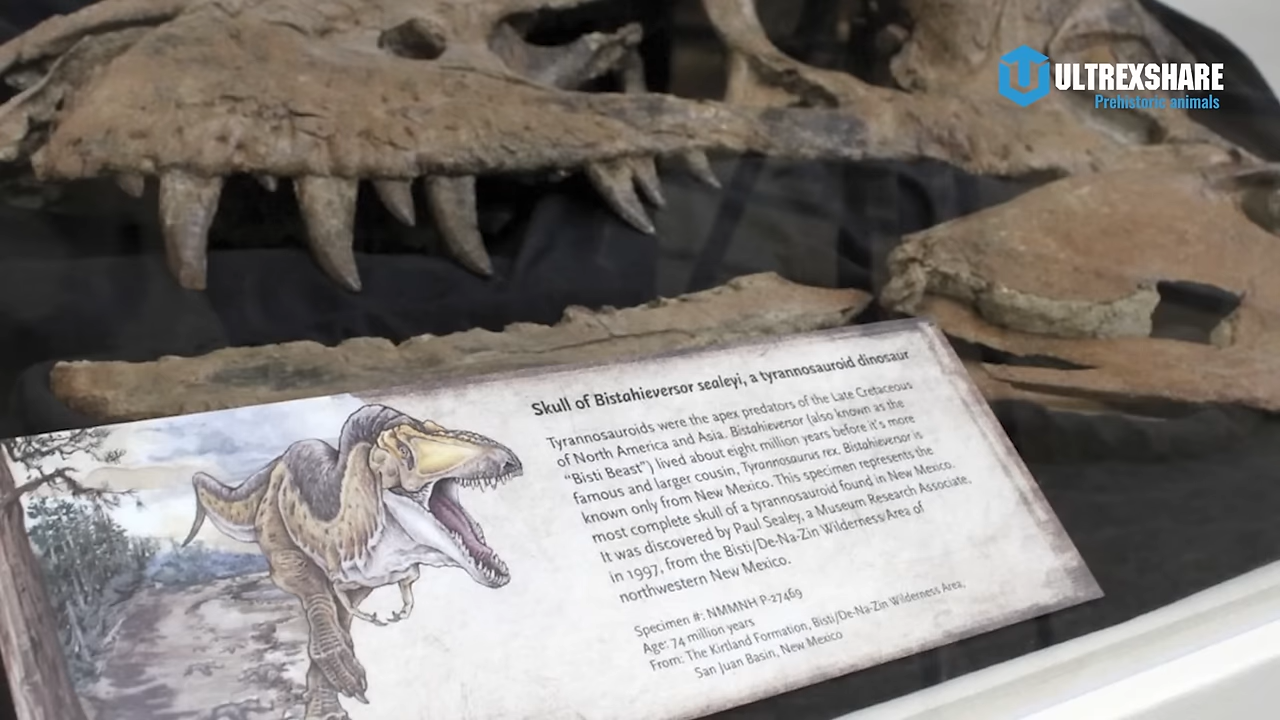 ULTREXSHARE
Prehistoric animals
Skull of Bistahieversor sealeyi, a tyrannosauroid dinosaur
Tyrannosauroids were the apex predators of the Late Cretaceous
of North America and Asia. Bistahieversor (also known as the
“Bisti Beast”) lived about eight million years before it's more
famous and larger cousin, Tyrannosaurus rex. Bistahieversor is
known only from New Mexico. This specimen represents the
most complete skull of a tyrannosauroid found in New Mexico.
It was discovered by Paul Sealey, a Museum Research Associate,
in 1997, from the Bisti/De-Na-Zin Wilderness Area of
northwestern New Mexico.
Specimen #: NMMNH P-27469
Age: 74 million years
From: The Kirtland Formation, Bisti/De-Na-Zin Wilderness Area,
San Juan Basin, New Mexico